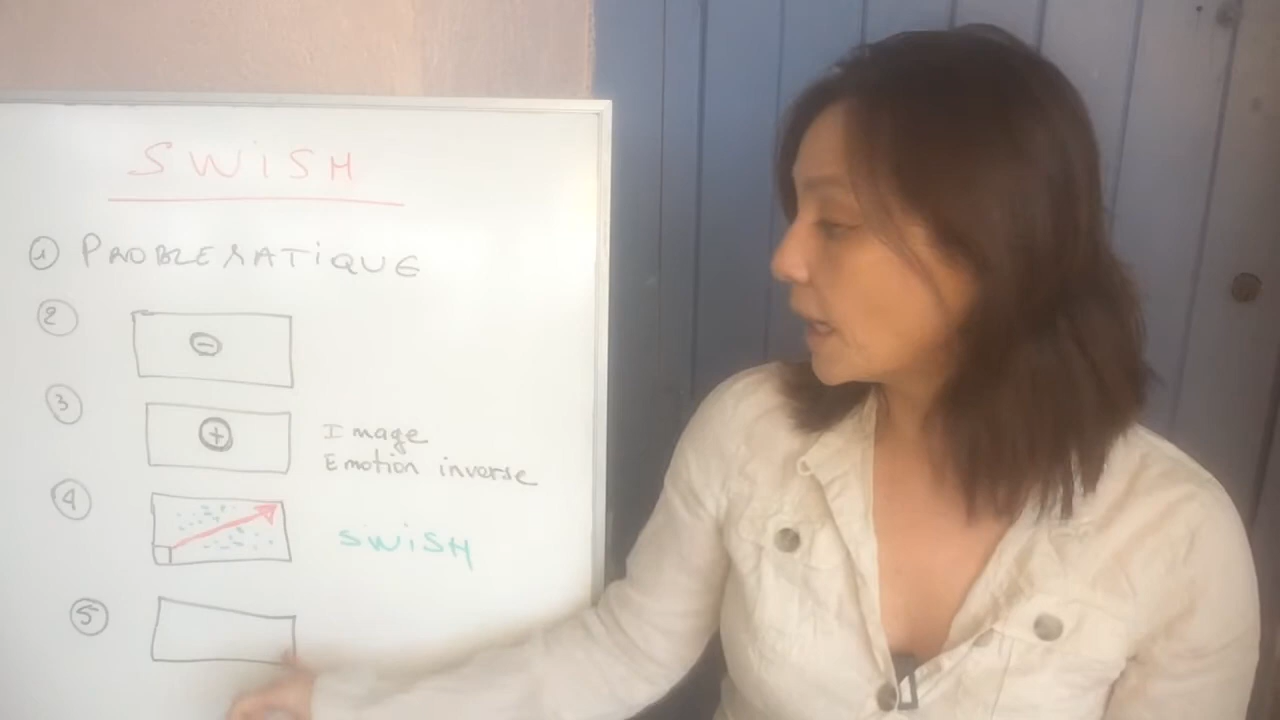 SWiSH
1 PROBLEMATiQUE
2 -
3 +
Image
Emotion inverse
4 SWiSH
5